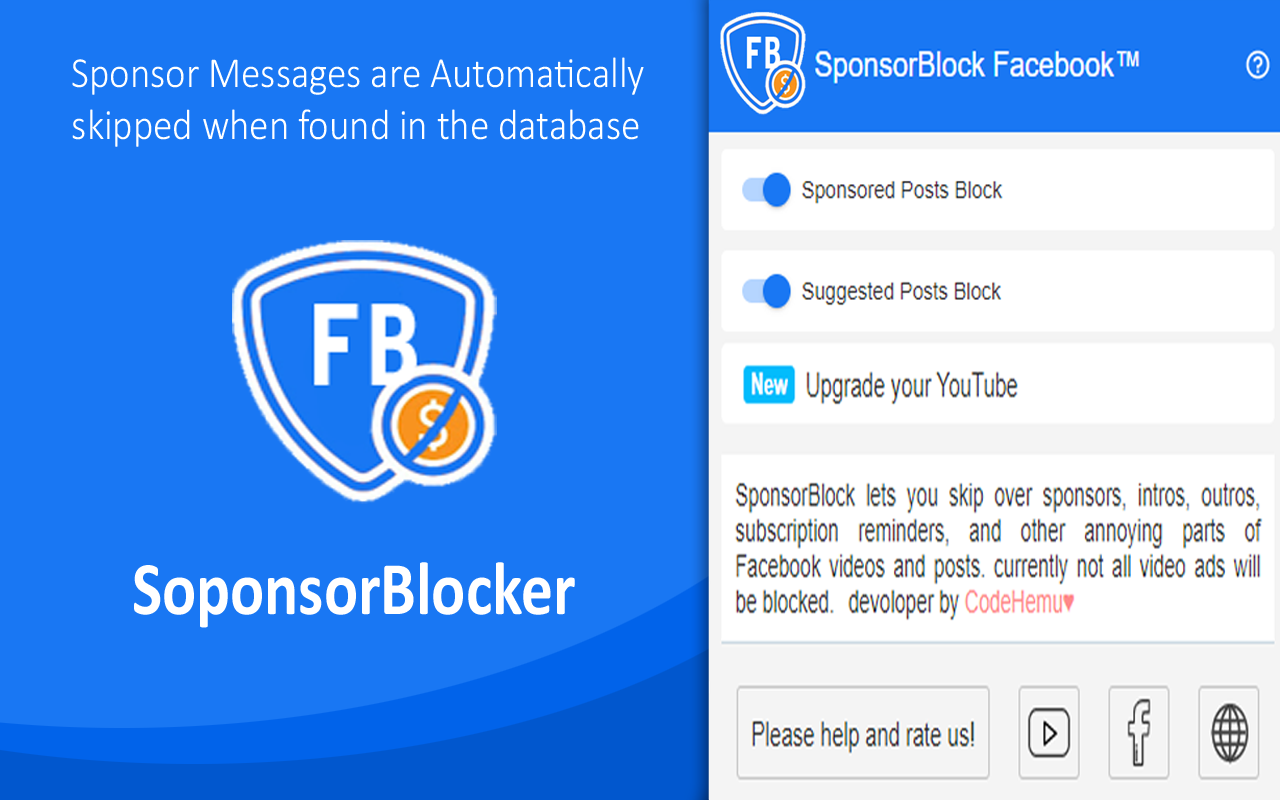 Sponsor Messages are Automatically
skipped when found in the database
FB
$
SoponsorBlocker
FB
$
SponsorBlock Facebook™
?
Sponsored Posts Block
Suggested Posts Block
New Upgrade your YouTube
SponsorBlock lets you skip over sponsors, intros, outros,
subscription reminders, and other annoying parts of
Facebook videos and posts. currently not all video ads will
be blocked. devoloper by CodeHemu♥
Please help and rate us!